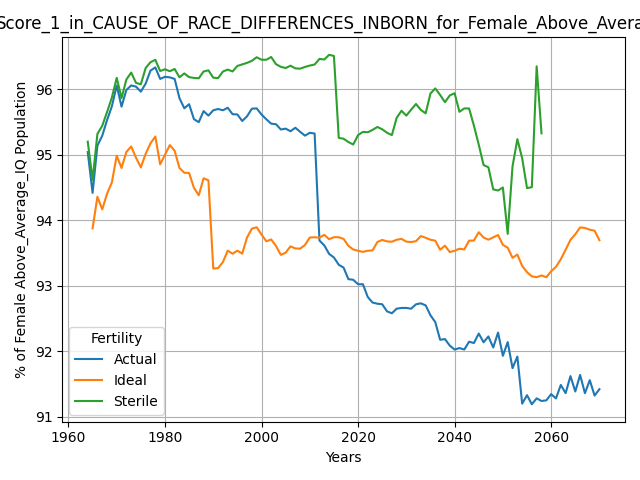 Score_1_in_CAUSE_OF_RACE_DIFFERENCES_INBORN_for_Female_Above_Avera
% of Female Above_Average_IQ Population
96
95
94
93
92
91
1960
1980
2000
2020
2040
2060
Years
Fertility
Actual
Ideal
Sterile